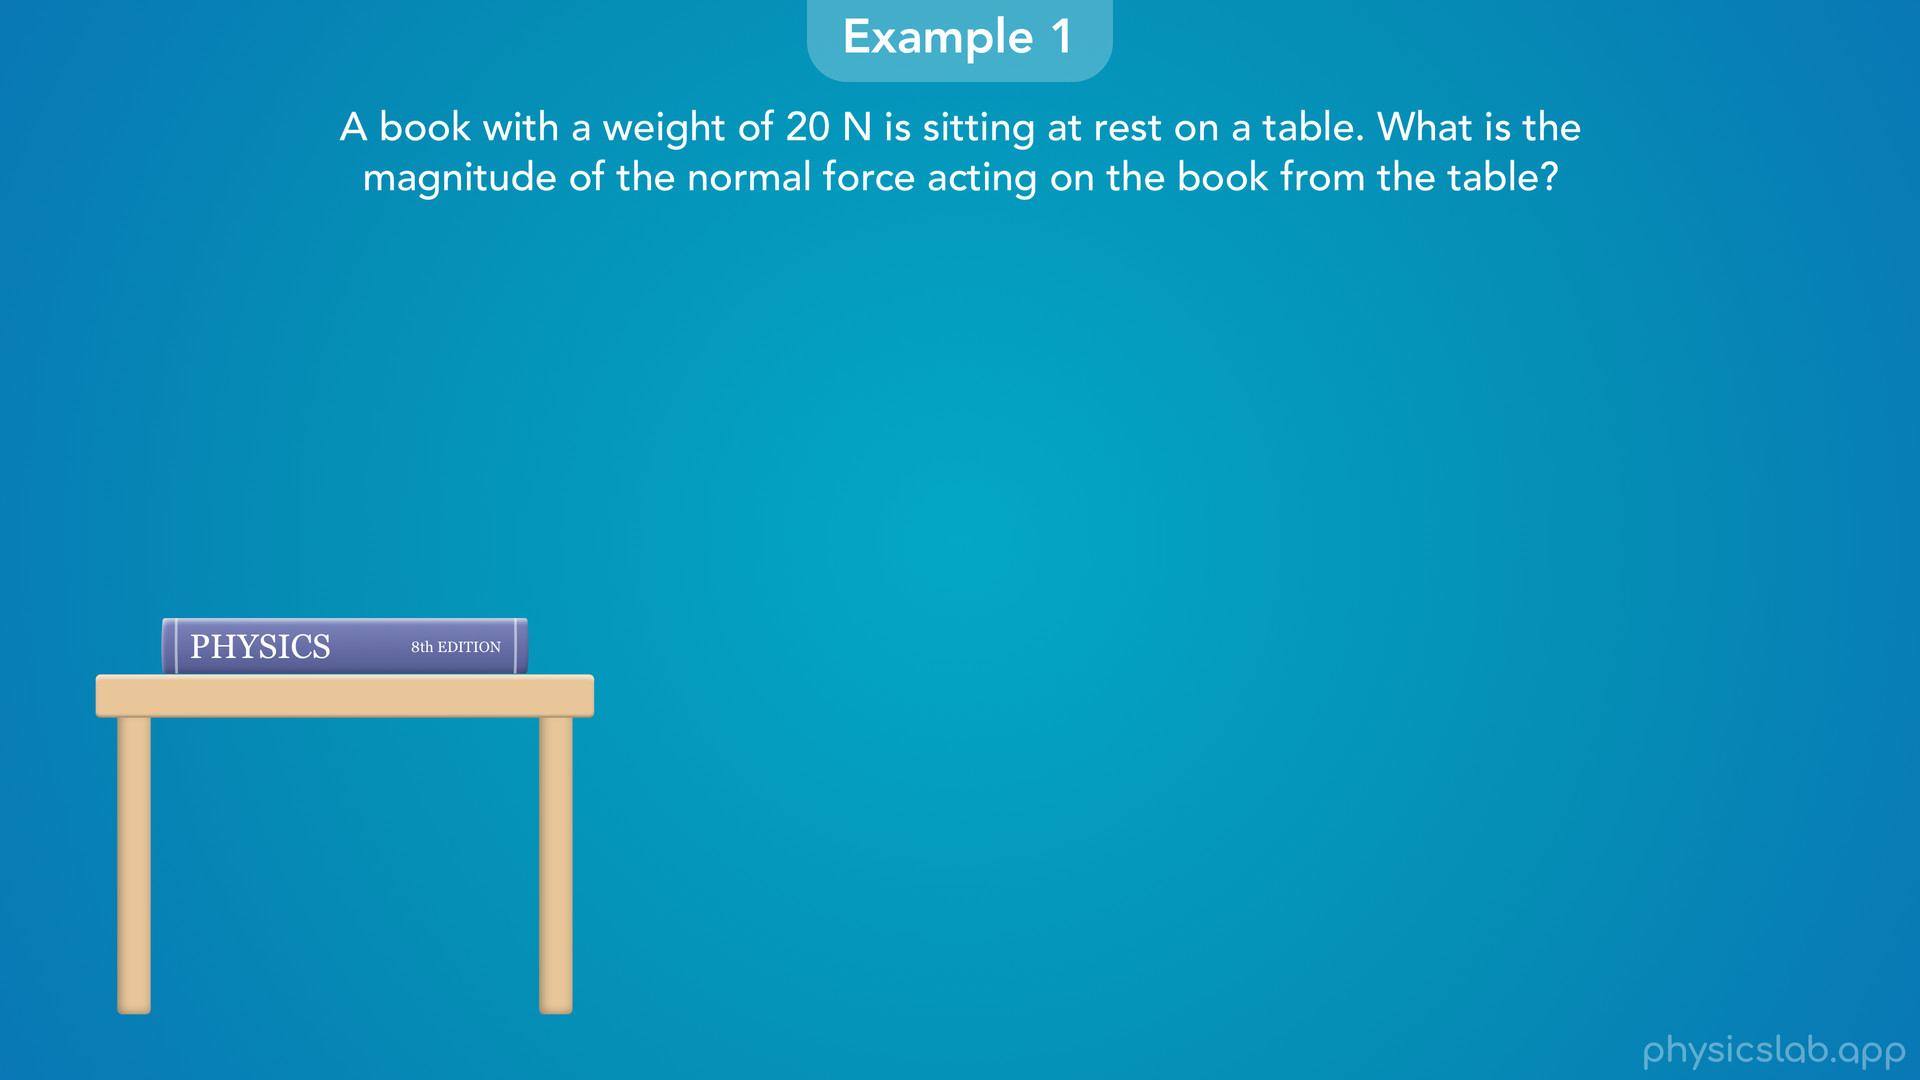 Example 1
A book with a weight of 20 N is sitting at rest on a table. What is the
magnitude of the normal force acting on the book from the table?
PHYSICS 8th EDITION
physicslab.app